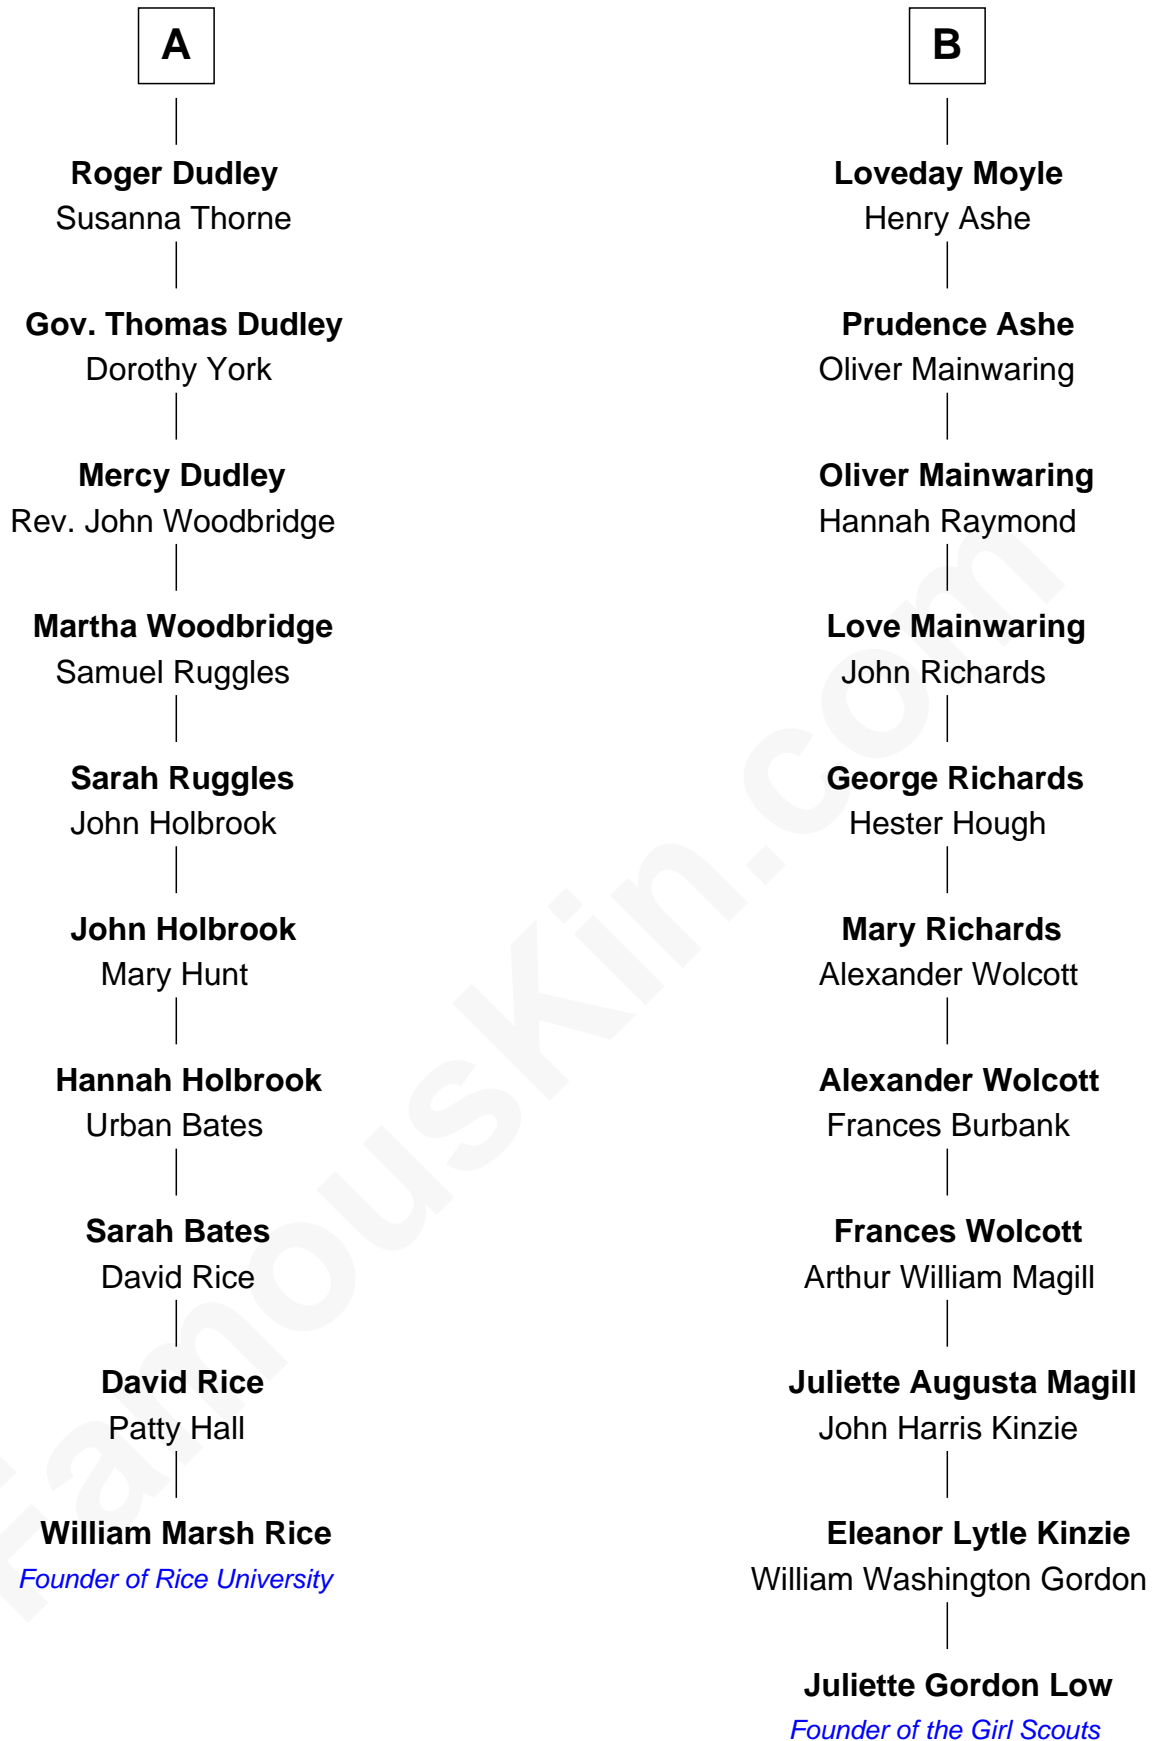 A
Roger Dudley
Susanna Thorne
Gov. Thomas Dudley
Dorothy York
Mercy Dudley
Rev. John Woodbridge
Martha Woodbridge
Samuel Ruggles
Sarah Ruggles
John Holbrook
John Holbrook
Mary Hunt
Hannah Holbrook
Urban Bates
Sarah Bates
David Rice
David Rice
Patty Hall
William Marsh Rice
Founder of Rice University
B
Loveday Moyle
Henry Ashe
Prudence Ashe
Oliver Mainwaring
Oliver Mainwaring
Hannah Raymond
Love Mainwaring
John Richards
George Richards
Hester Hough
Mary Richards
Alexander Wolcott
Alexander Wolcott
Frances Burbank
Frances Wolcott
Arthur William Magill
Juliette Augusta Magill
John Harris Kinzie
Eleanor Lytle Kinzie
William Washington Gordon
Juliette Gordon Low
Founder of the Girl Scouts
FamousKin.com